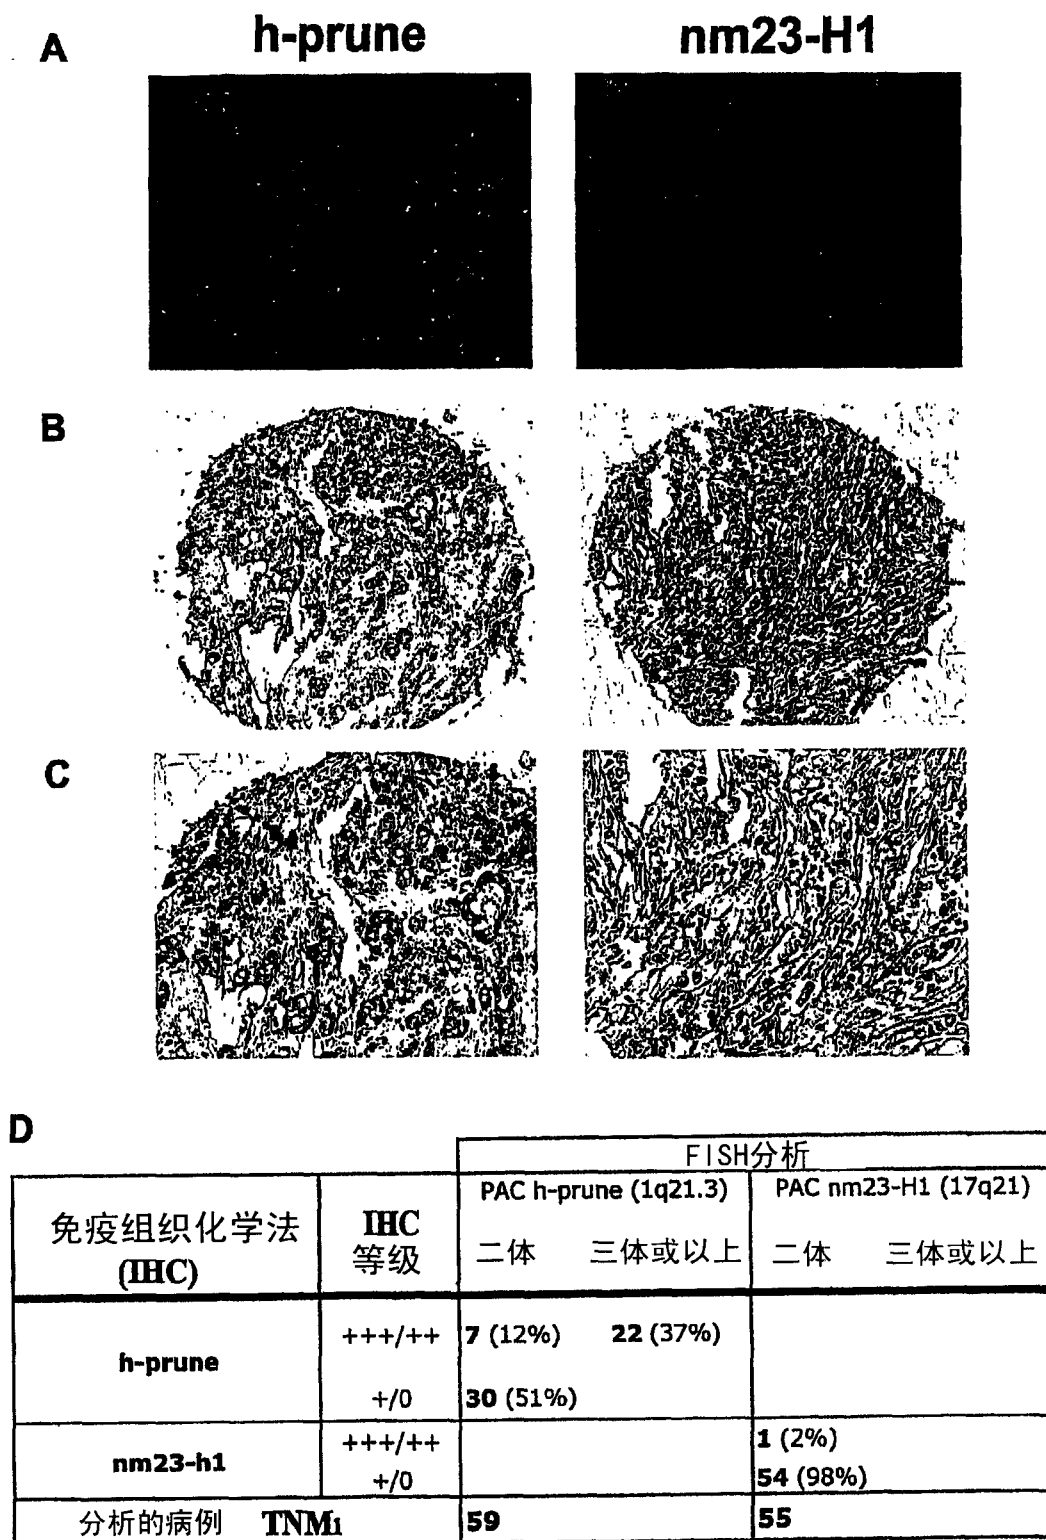 A h-prune nm23-H1
B
C
D
FISH分析
PAC h-prune (1q21.3) PAC nm23-H1 (17q21)
免疫组织化学法 IHC
(IHC) 等级 二体 三体或以上 二体 三体或以上
h-prune +++/++ 7 (12%) 22 (37%)
+/0 30 (51%)
nm23-h1 +++/++ 1 (2%)
+/0 54 (98%)
分析的病例 TNMi 59 55